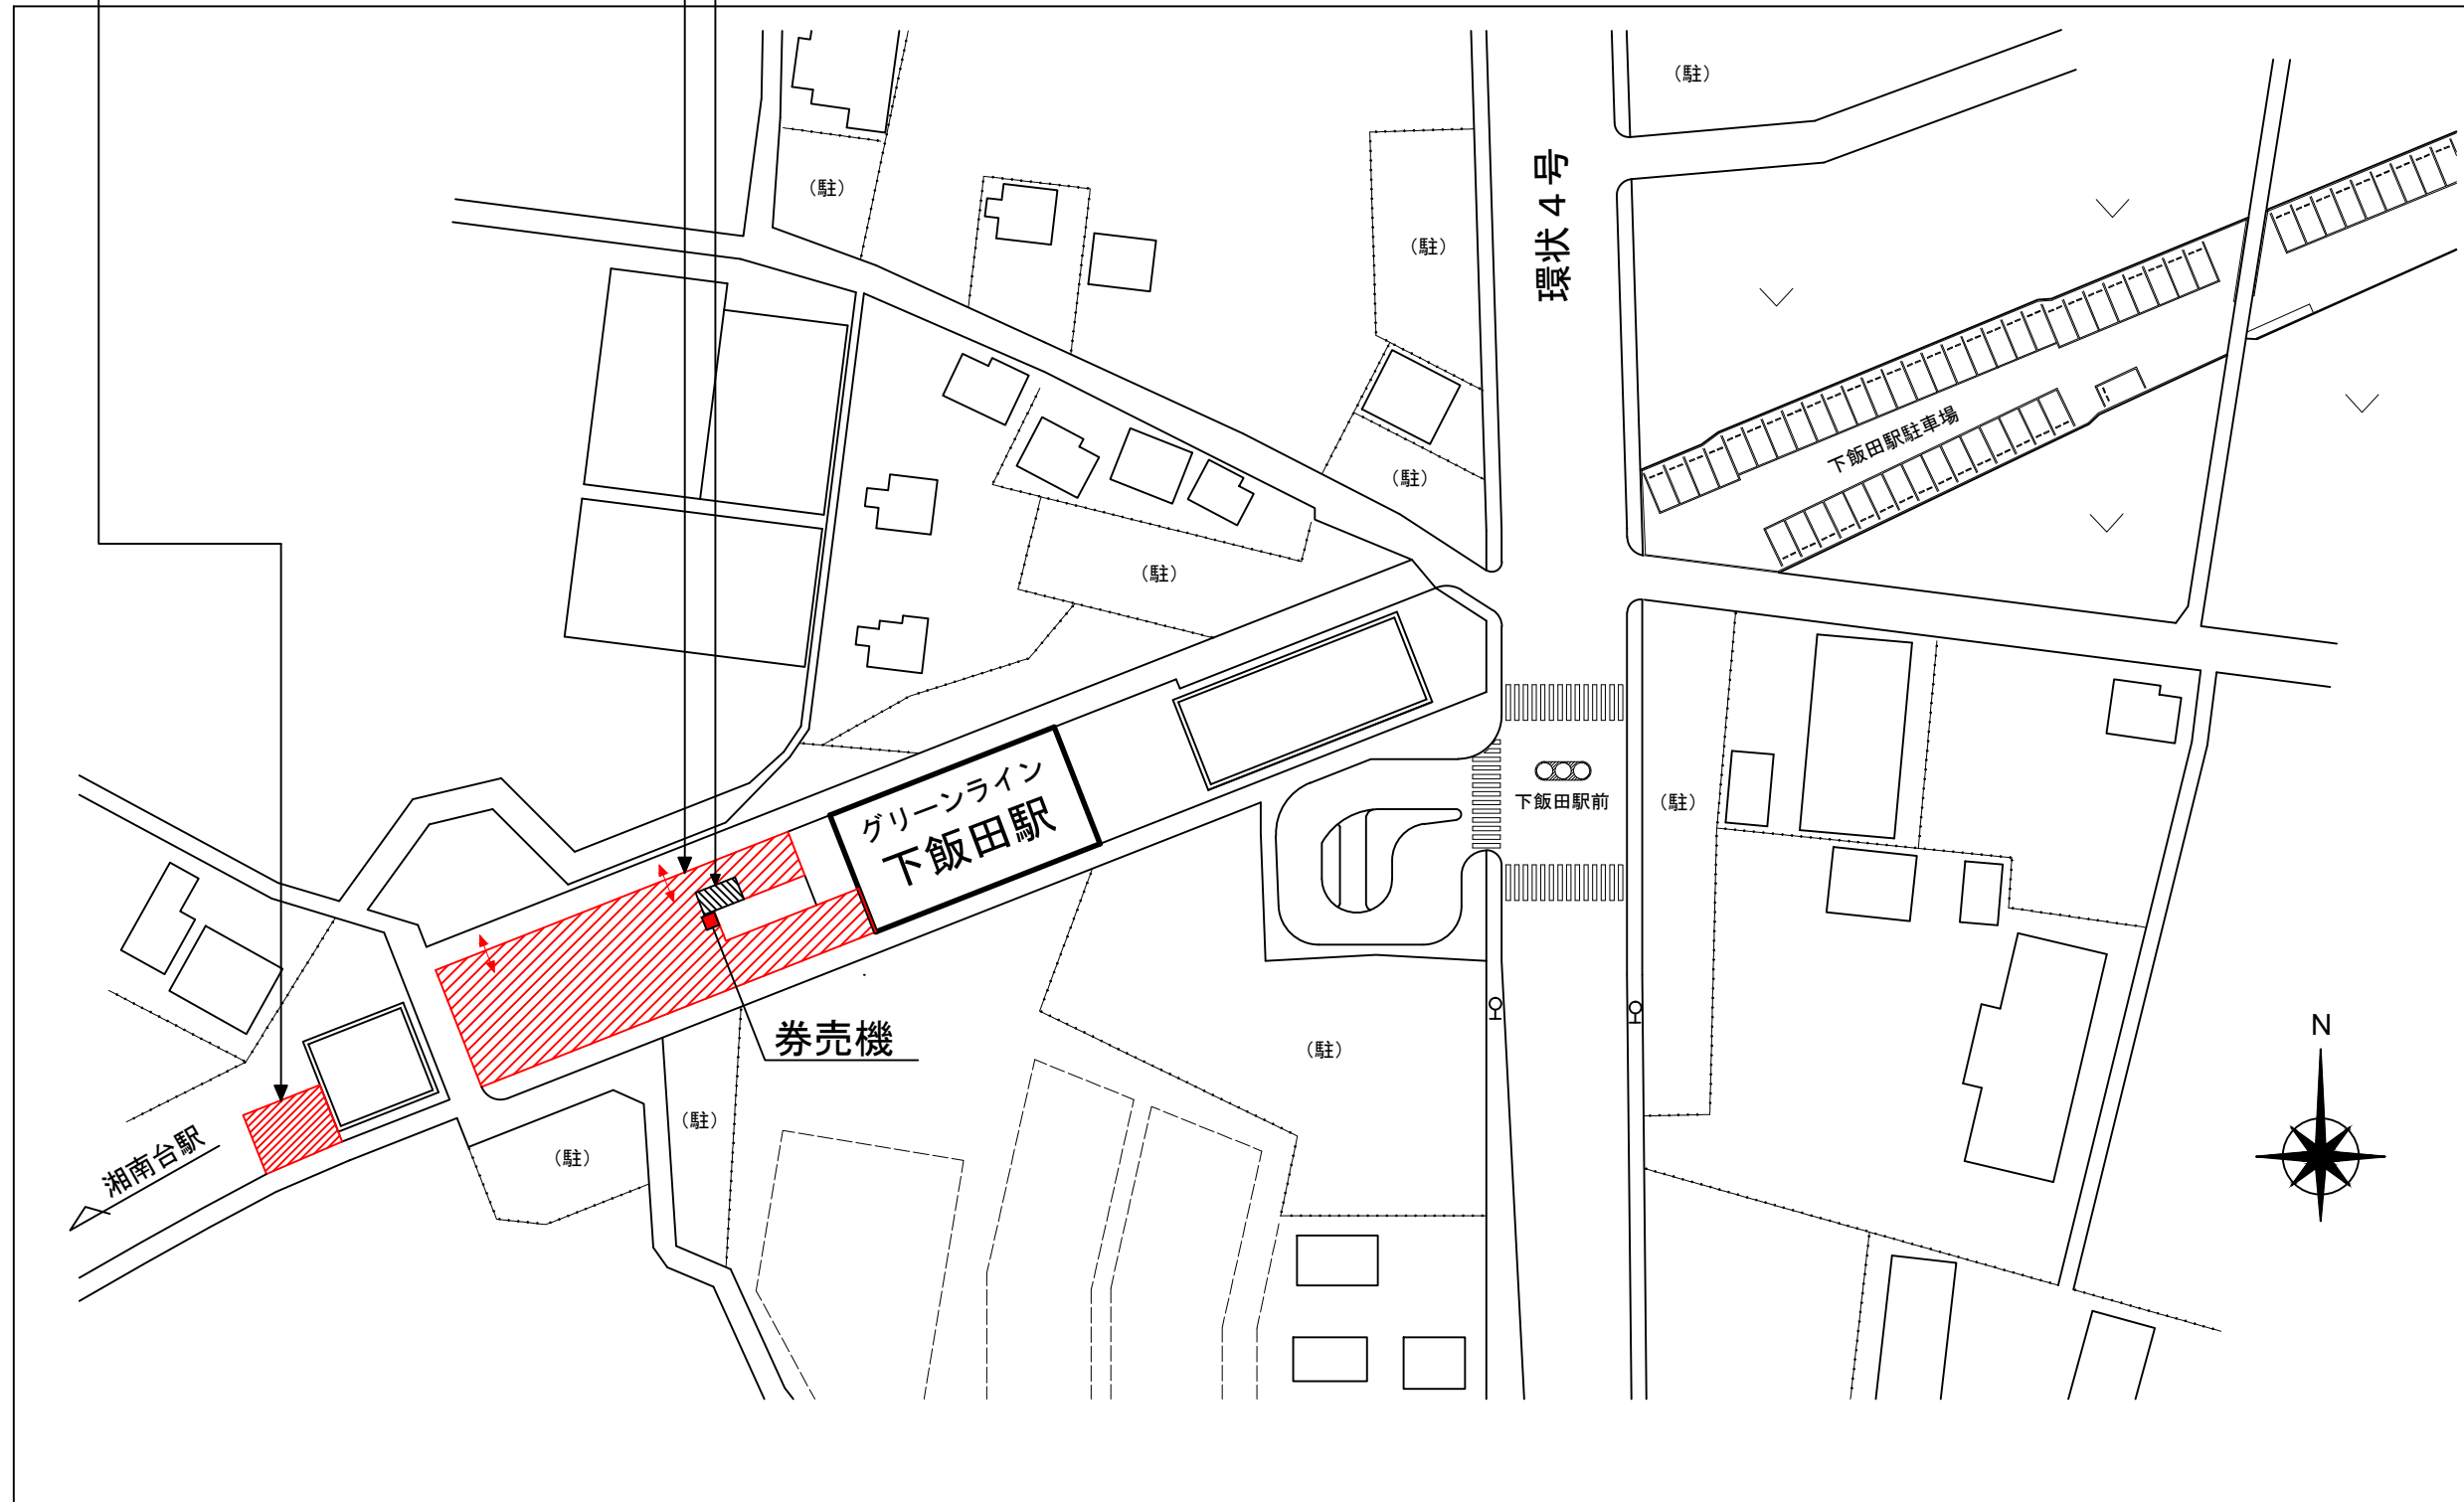 （駐）
環状４号
（駐）
（駐）
下飯田駅駐車場
（駐）
（駐）
グリーンライン
下飯田駅
下飯田駅前
（駐）
券売機
N
（駐）
（駐）
湘南台駅
（駐）